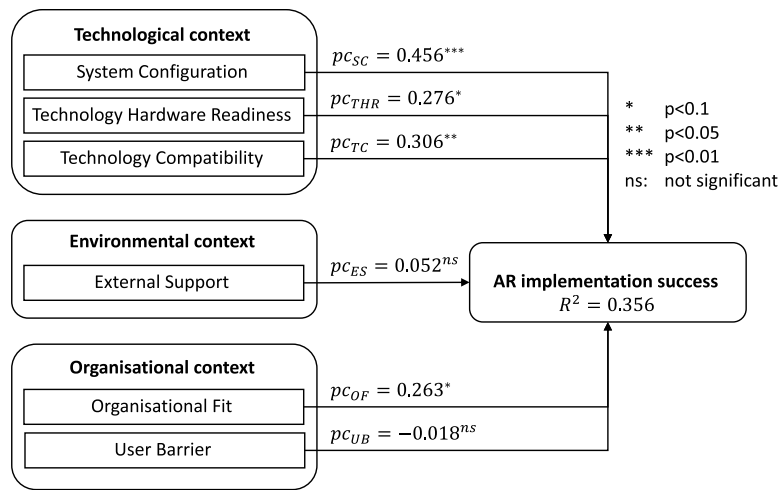 Technological context
System Configuration
Technology Hardware Readiness
Technology Compatibility
pc_SC = 0.456***
pc_THR = 0.276*
pc_TC = 0.306**
* p<0.1
** p<0.05
*** p<0.01
ns: not significant
Environmental context
External Support
pc_ES = 0.052^ns
AR implementation success
R² = 0.356
Organisational context
Organisational Fit
User Barrier
pc_OF = 0.263*
pc_UB = −0.018^ns